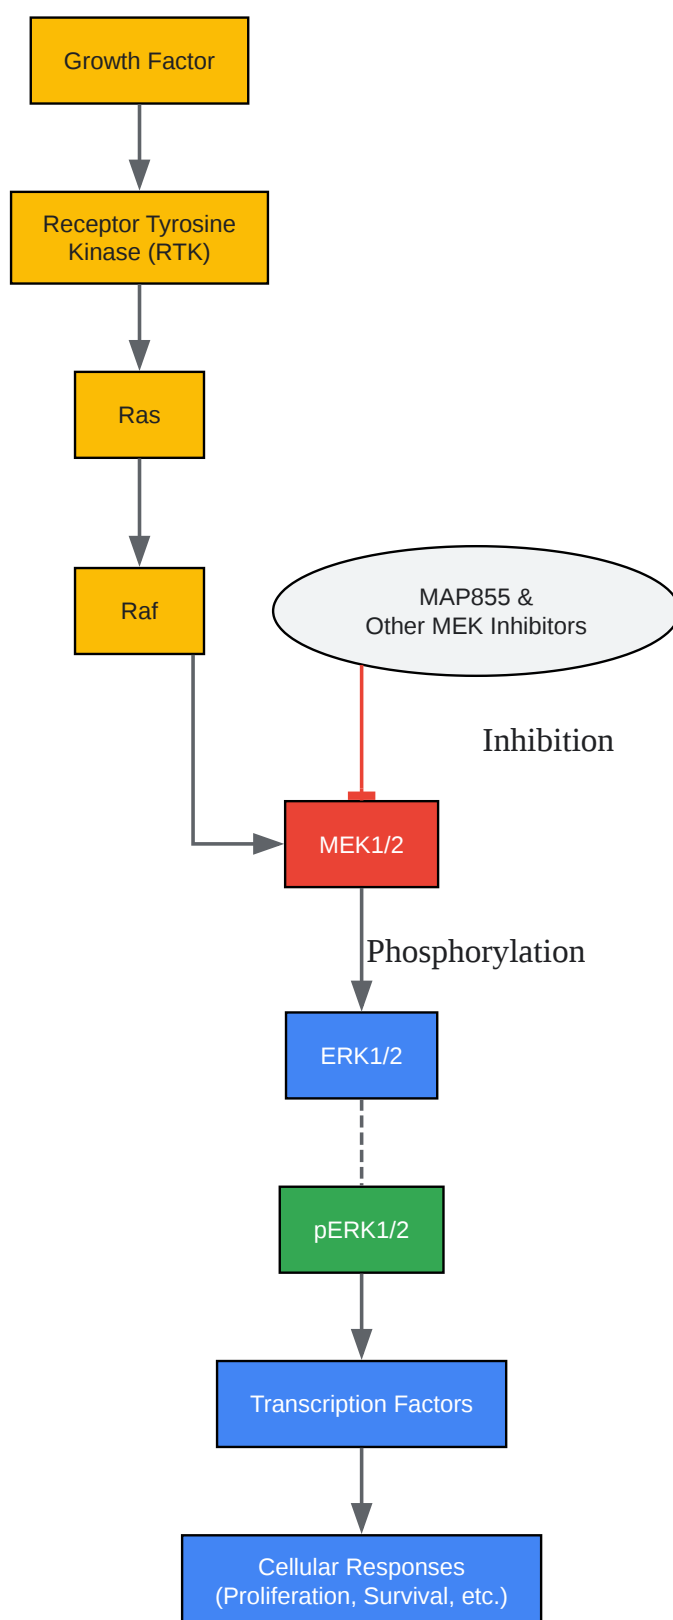 Growth Factor
Receptor Tyrosine
Kinase (RTK)
Ras
Raf
MAP855 &
Other MEK Inhibitors
Inhibition
MEK1/2
Phosphorylation
ERK1/2
pERK1/2
Transcription Factors
Cellular Responses
(Proliferation, Survival, etc.)